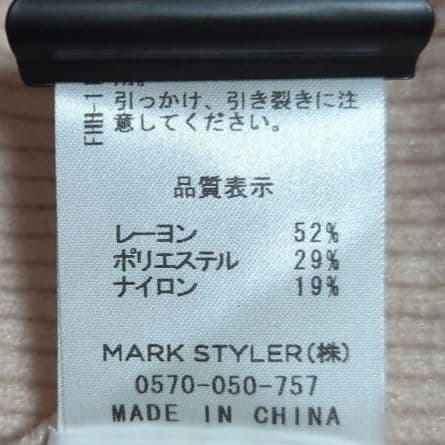 引っかけ、引き裂きに注
意してください。
品質表示
レーヨン 52%
ポリエステル 29%
ナイロン 19%
MARK STYLER(株)
0570-050-757
MADE IN CHINA